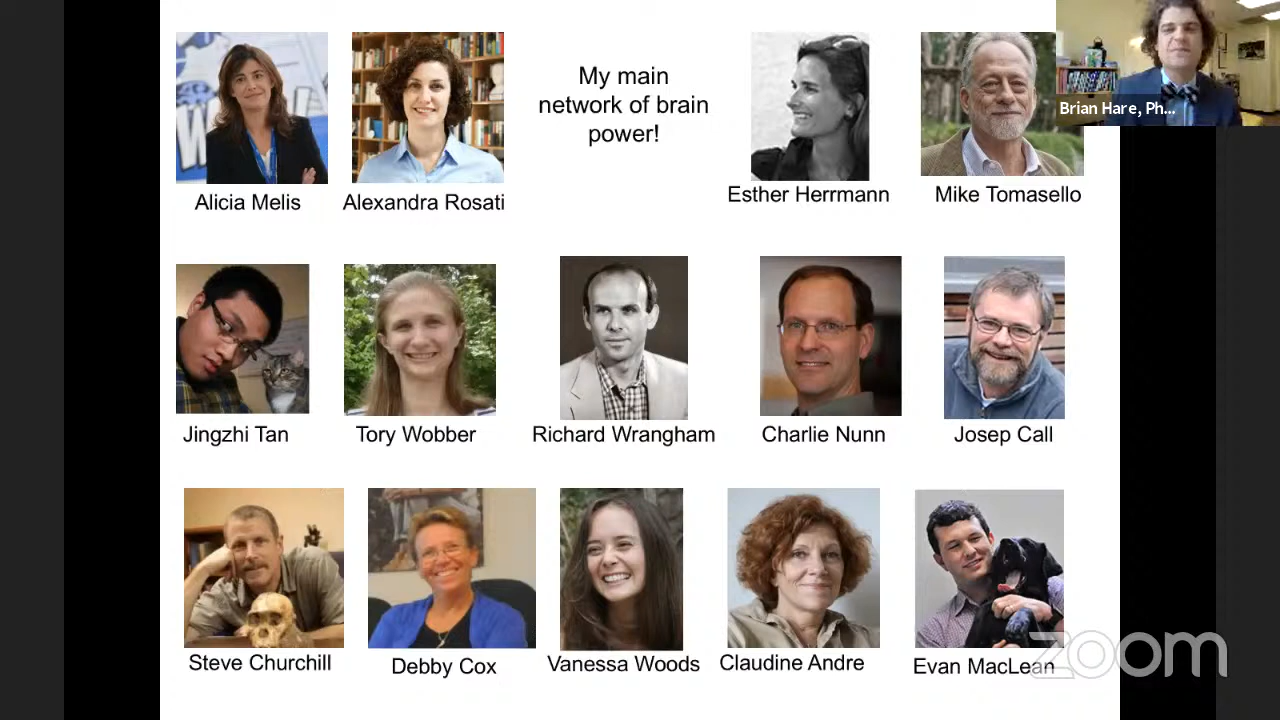 My main
network of brain
power!
Brian Hare, Ph...
W
Alicia Melis
Alexandra Rosati
Esther Herrmann
Mike Tomasello
Jingzhi Tan
Tory Wobber
Richard Wrangham
Charlie Nunn
Josep Call
Steve Churchill
Debby Cox
Vanessa Woods
Claudine Andre
Evan MacLean
zoom